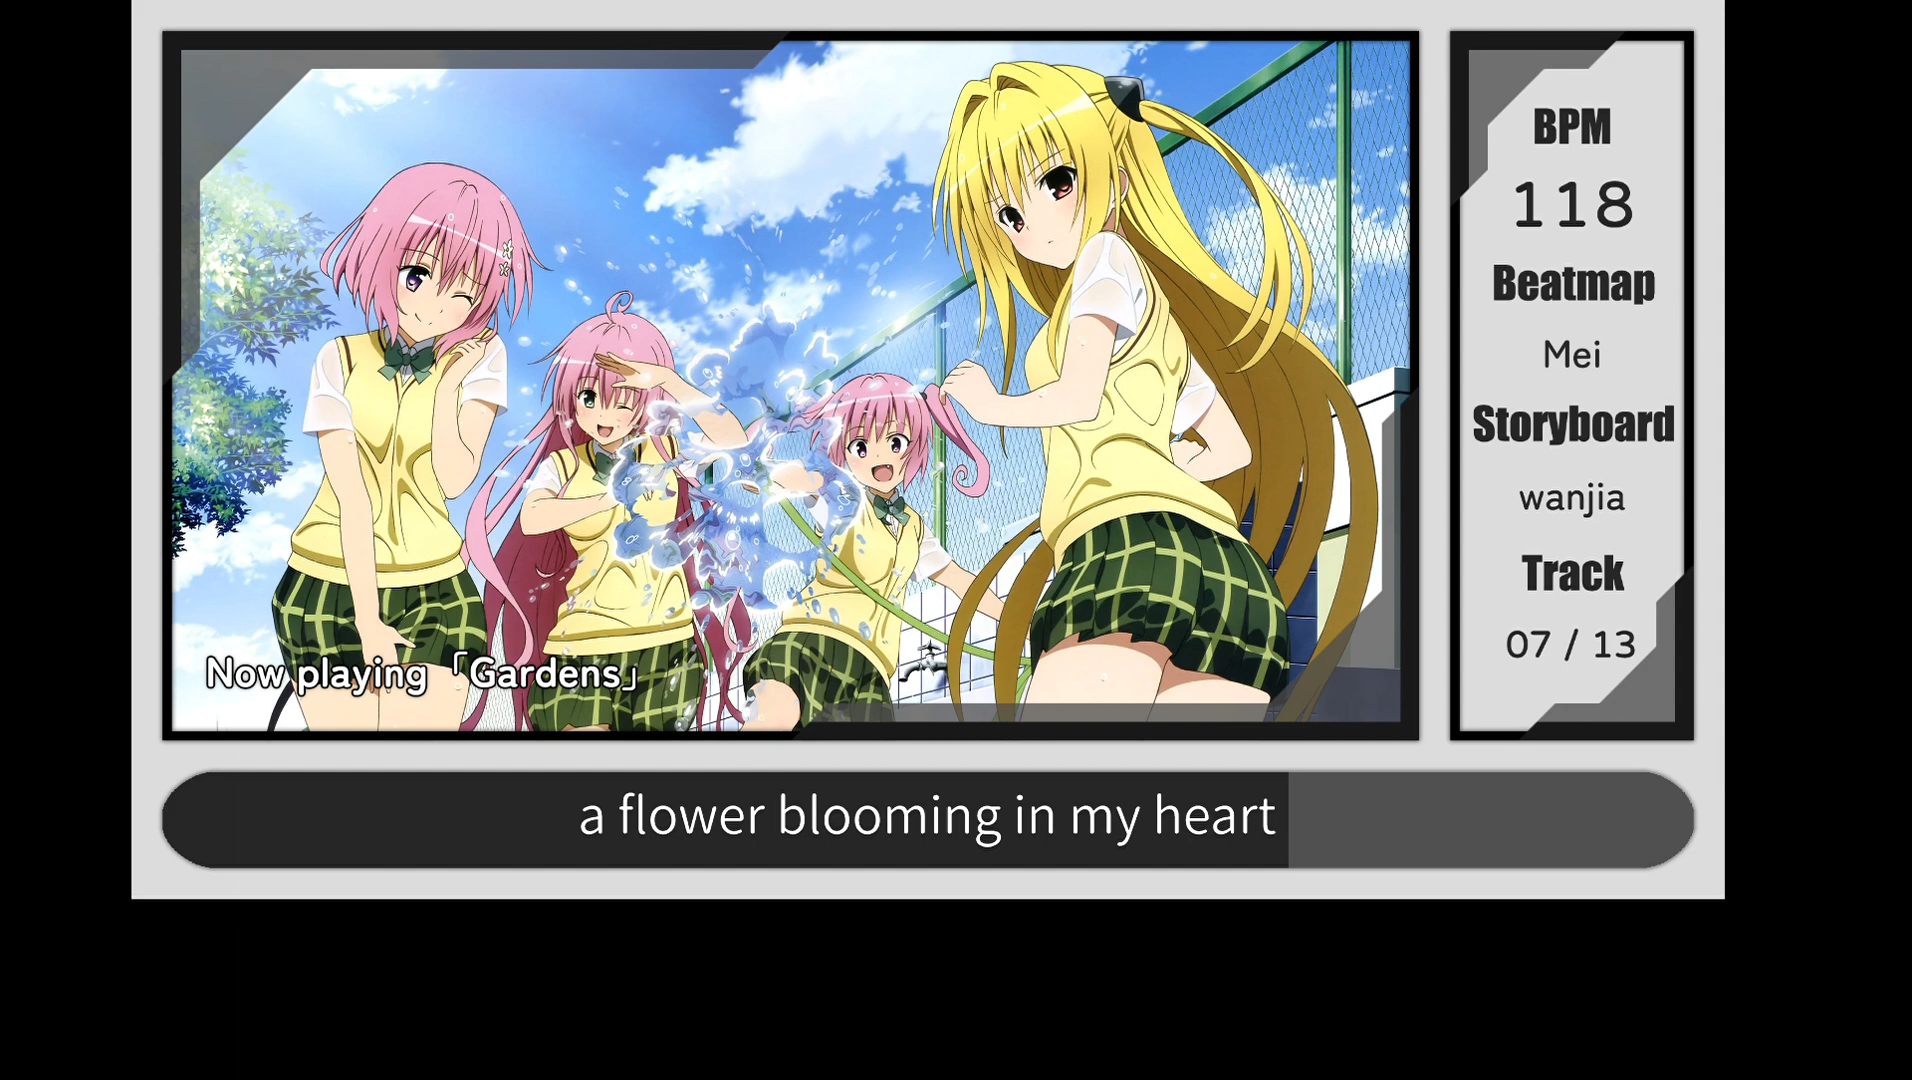 Now playing 「Gardens」
BPM
118
Beatmap
Mei
Storyboard
wanjia
Track
07 / 13
a flower blooming in my heart